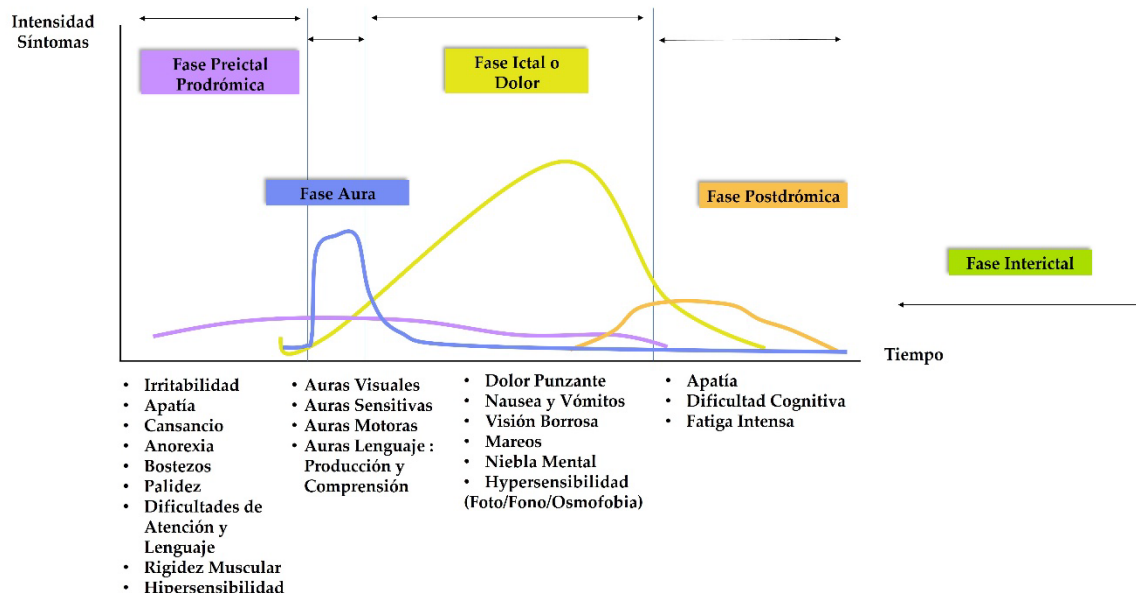 Intensidad
Síntomas
Fase Preictal
Prodrómica
Fase Ictal o
Dolor
Fase Aura
Fase Postdrómica
Fase Interictal
Tiempo
• Irritabilidad
• Apatía
• Cansancio
• Anorexia
• Bostezos
• Palidez
• Dificultades de
Atención y
Lenguaje
• Rigidez Muscular
• Hipersensibilidad
• Auras Visuales
• Auras Sensitivas
• Auras Motoras
• Auras Lenguaje :
Producción y
Comprensión
• Dolor Punzante
• Nausea y Vómitos
• Visión Borrosa
• Mareos
• Niebla Mental
• Hypersensibilidad
(Foto/Fono/Osmofobia)
• Apatía
• Dificultad Cognitiva
• Fatiga Intensa